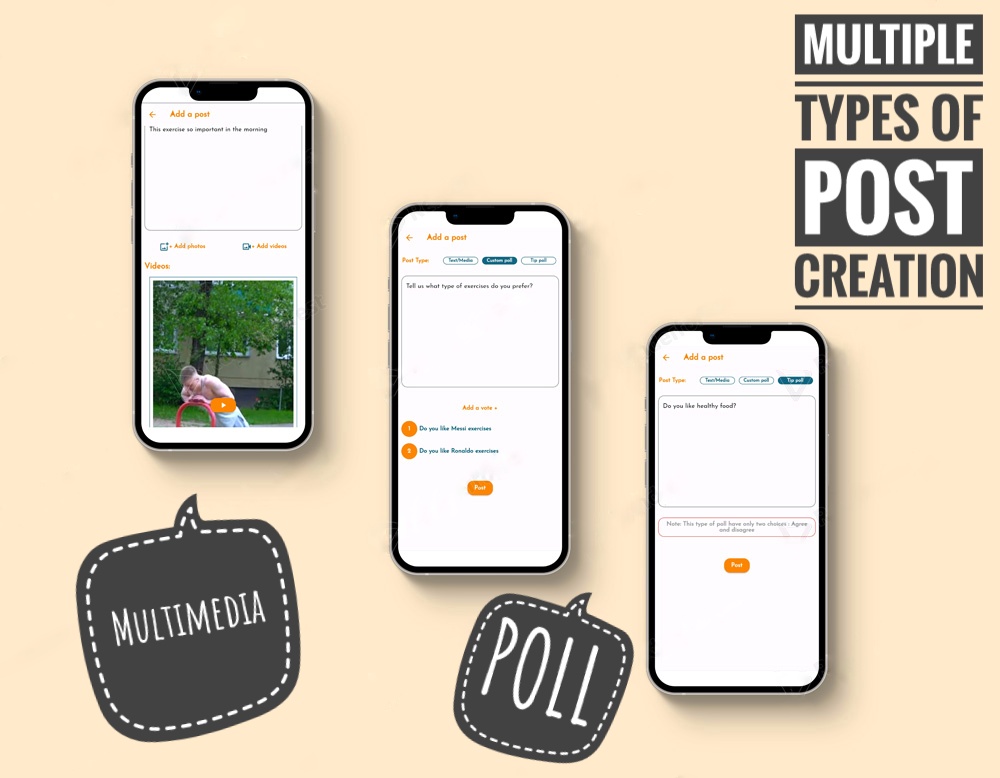 MULTIPLE
TYPES OF
POST
CREATION
Add a post
This exercise so important in the morning
+ Add photos
+ Add videos
Videos:
Add a post
Post Type:
Text/Media
Custom poll
Tip poll
Tell us what type of exercises do you prefer?
Add a vote +
1 Do you like Messi exercises
2 Do you like Ronaldo exercises
Post
Add a post
Post Type:
Text/Media
Custom poll
Tip poll
Do you like healthy food?
Note: This type of poll have only two choices : Agree
and disagree
Post
MULTIMEDIA
POLL